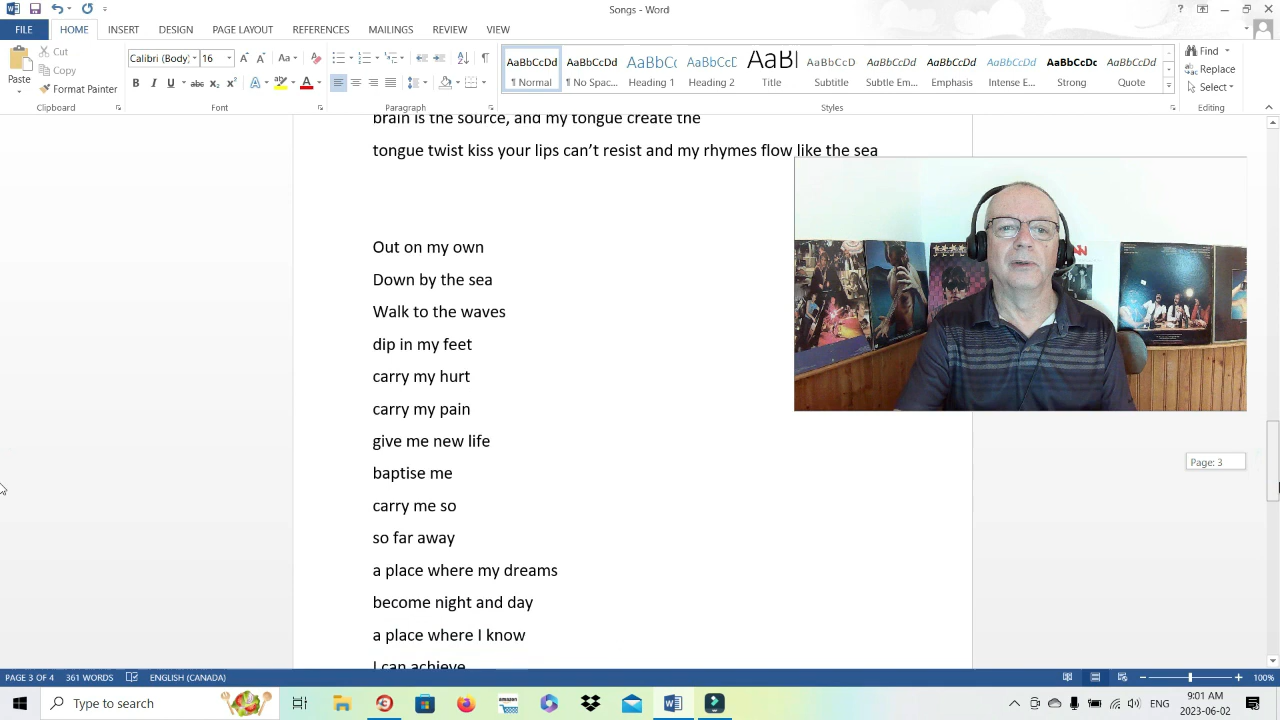 Songs - Word
FILE HOME INSERT DESIGN PAGE LAYOUT REFERENCES MAILINGS REVIEW VIEW
Paste
Cut
Copy
Format Painter
Calibri (Body) 16
Aa
B I U abc X₂ X²
AaBbCcDd AaBbCcDd AaBbCc AaBbCcD AaBl AaBbCcD AaBbCcDd AaBbCcDd AaBbCcDd AaBbCcDc AaBbCcDd
¶ Normal ¶ No Spac... Heading 1 Heading 2 Title Subtitle Subtle Em... Emphasis Intense E... Strong Quote
Find
Replace
Select
Clipboard Font Paragraph Styles Editing
brain is the source, and my tongue create the
tongue twist kiss your lips can’t resist and my rhymes flow like the sea
Out on my own
Down by the sea
Walk to the waves
dip in my feet
carry my hurt
carry my pain
give me new life
baptise me
carry me so
so far away
a place where my dreams
become night and day
a place where I know
I can achieve
Page: 3
PAGE 3 OF 4 361 WORDS ENGLISH (CANADA)
100%
Type here to search
amazon
ENG
9:01 AM
2023-06-02